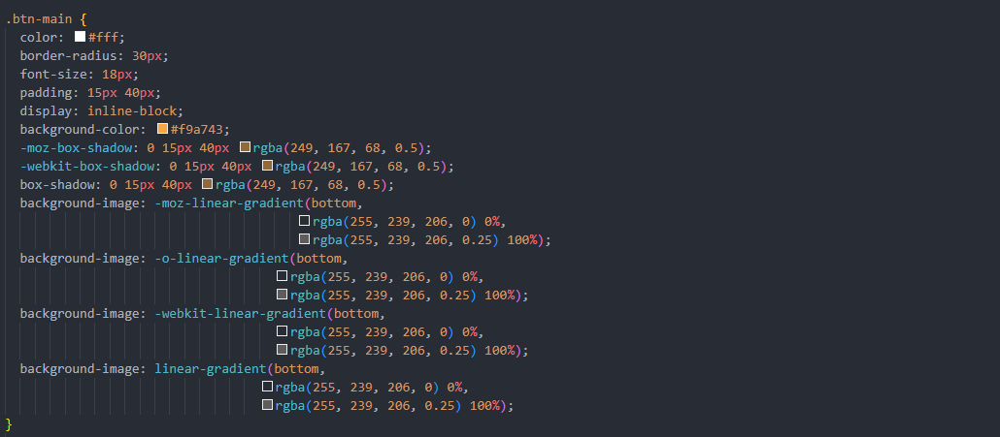 .btn-main {
color: #fff;
border-radius: 30px;
font-size: 18px;
padding: 15px 40px;
display: inline-block;
background-color: #f9a743;
-moz-box-shadow: 0 15px 40px rgba(249, 167, 68, 0.5);
-webkit-box-shadow: 0 15px 40px rgba(249, 167, 68, 0.5);
box-shadow: 0 15px 40px rgba(249, 167, 68, 0.5);
background-image: -moz-linear-gradient(bottom,
rgba(255, 239, 206, 0) 0%,
rgba(255, 239, 206, 0.25) 100%);
background-image: -o-linear-gradient(bottom,
rgba(255, 239, 206, 0) 0%,
rgba(255, 239, 206, 0.25) 100%);
background-image: -webkit-linear-gradient(bottom,
rgba(255, 239, 206, 0) 0%,
rgba(255, 239, 206, 0.25) 100%);
background-image: linear-gradient(bottom,
rgba(255, 239, 206, 0) 0%,
rgba(255, 239, 206, 0.25) 100%);
}